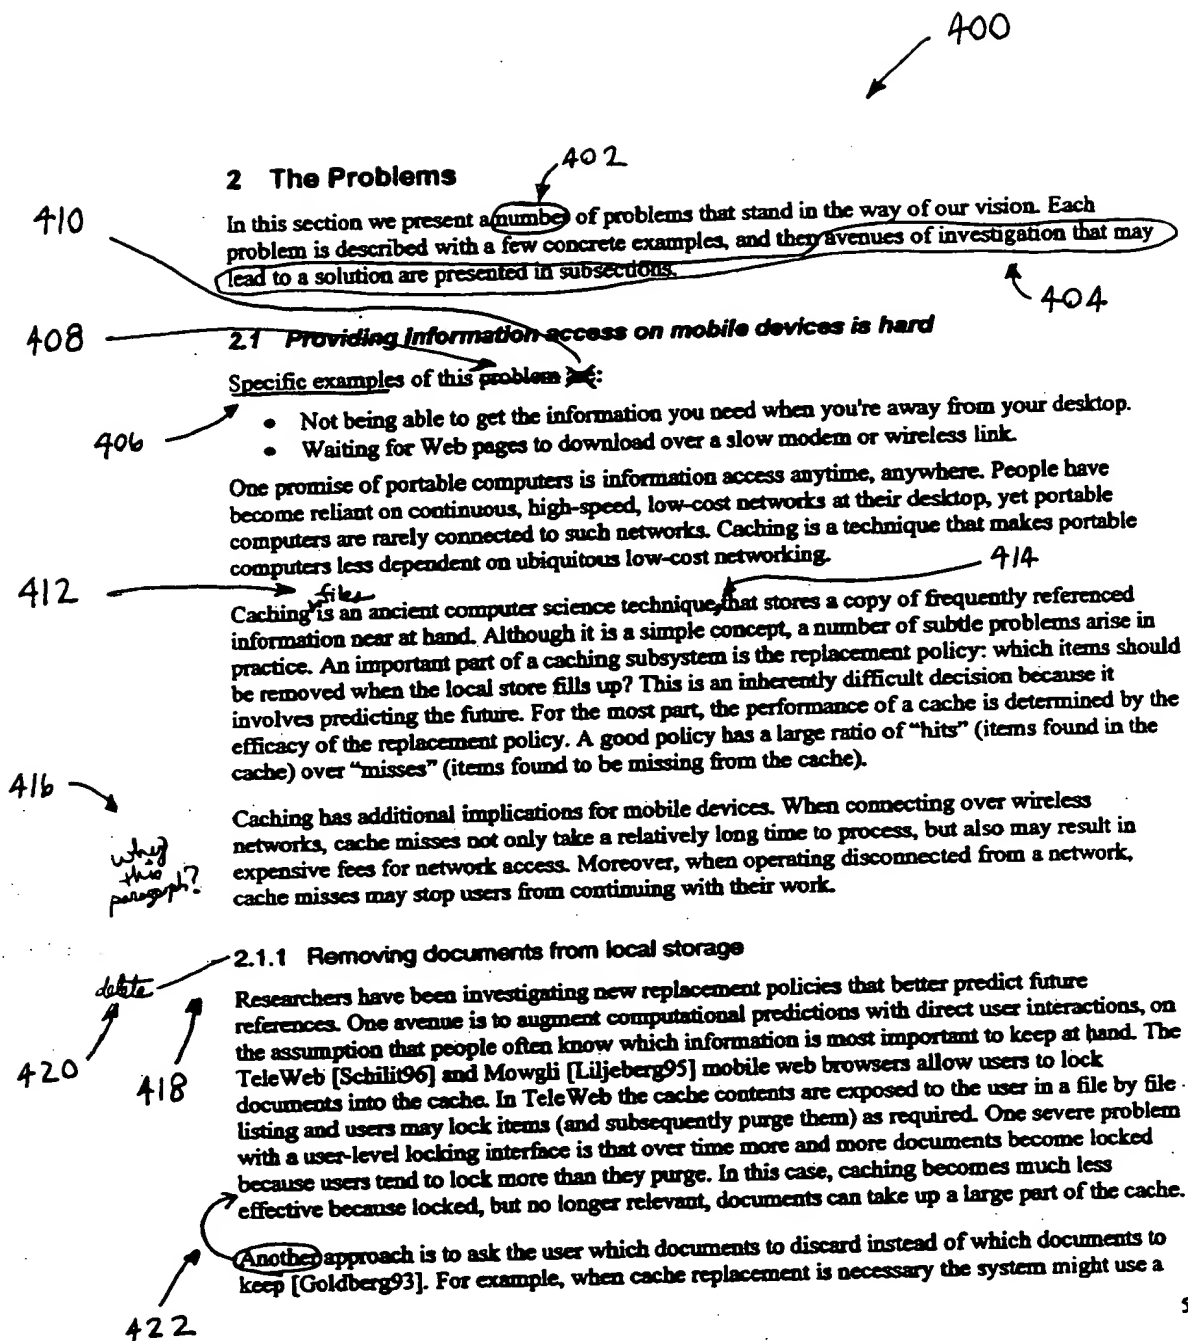 400
402
2 The Problems
410
In this section we present a number of problems that stand in the way of our vision. Each
problem is described with a few concrete examples, and then avenues of investigation that may
lead to a solution are presented in subsections.
404
408
2.1 Providing information access on mobile devices is hard
Specific examples of this problem :
406
• Not being able to get the information you need when you're away from your desktop.
• Waiting for Web pages to download over a slow modem or wireless link.
One promise of portable computers is information access anytime, anywhere. People have
become reliant on continuous, high-speed, low-cost networks at their desktop, yet portable
computers are rarely connected to such networks. Caching is a technique that makes portable
computers less dependent on ubiquitous low-cost networking.
414
412
files
Caching is an ancient computer science technique, that stores a copy of frequently referenced
information near at hand. Although it is a simple concept, a number of subtle problems arise in
practice. An important part of a caching subsystem is the replacement policy: which items should
be removed when the local store fills up? This is an inherently difficult decision because it
involves predicting the future. For the most part, the performance of a cache is determined by the
efficacy of the replacement policy. A good policy has a large ratio of "hits" (items found in the
cache) over "misses" (items found to be missing from the cache).
416
Caching has additional implications for mobile devices. When connecting over wireless
networks, cache misses not only take a relatively long time to process, but also may result in
expensive fees for network access. Moreover, when operating disconnected from a network,
cache misses may stop users from continuing with their work.
why
this
paragraph?
2.1.1 Removing documents from local storage
delete
Researchers have been investigating new replacement policies that better predict future
references. One avenue is to augment computational predictions with direct user interactions, on
the assumption that people often know which information is most important to keep at hand. The
TeleWeb [Schilit96] and Mowgli [Liljeberg95] mobile web browsers allow users to lock
documents into the cache. In TeleWeb the cache contents are exposed to the user in a file by file
listing and users may lock items (and subsequently purge them) as required. One severe problem
with a user-level locking interface is that over time more and more documents become locked
because users tend to lock more than they purge. In this case, caching becomes much less
effective because locked, but no longer relevant, documents can take up a large part of the cache.
420
418
Another approach is to ask the user which documents to discard instead of which documents to
keep [Goldberg93]. For example, when cache replacement is necessary the system might use a
422
5